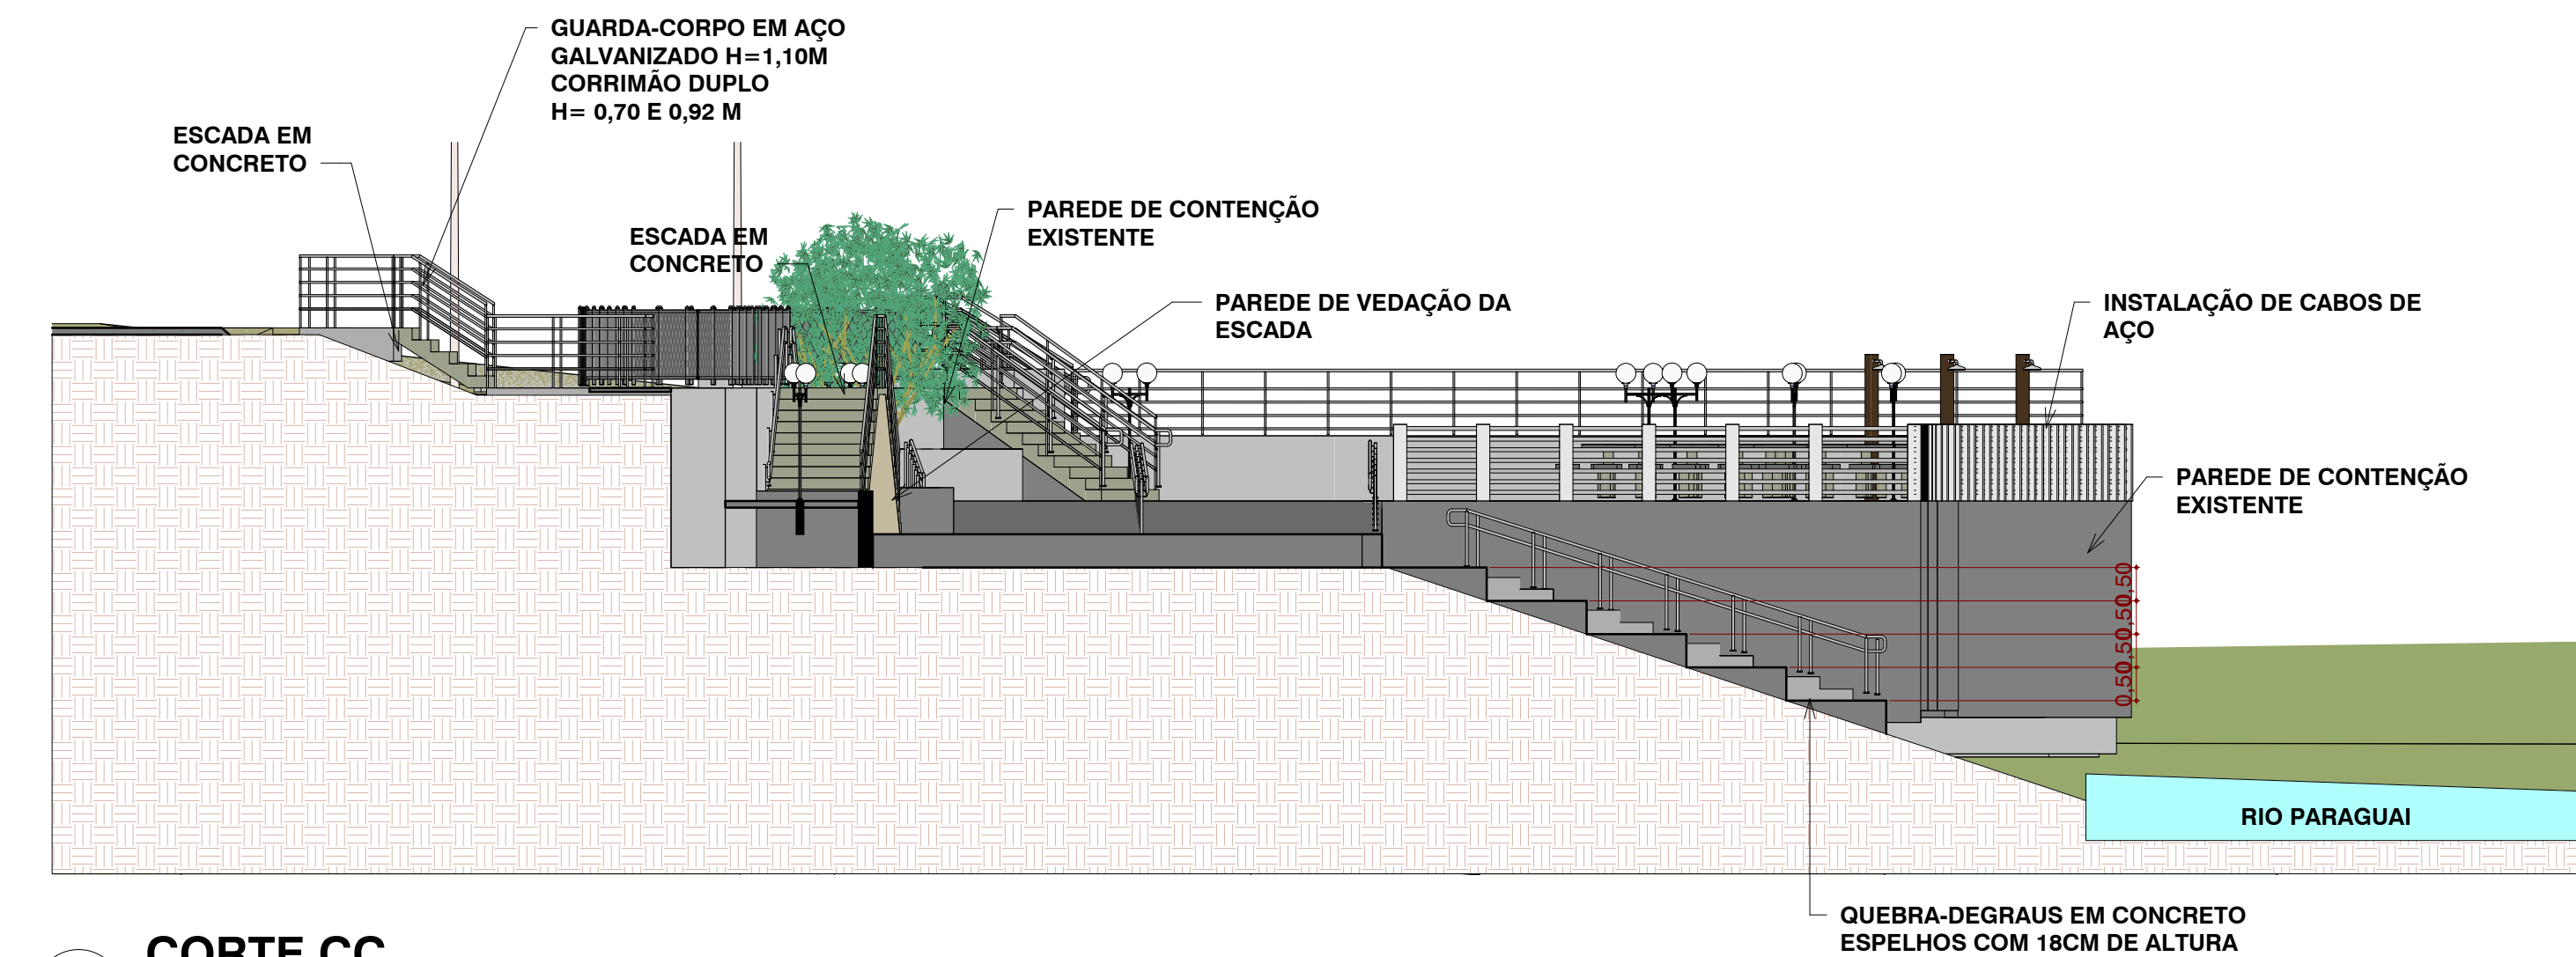 GUARDA-CORPO EM AÇO
GALVANIZADO H=1,10M
CORRIMÃO DUPLO
H= 0,70 E 0,92 M
ESCADA EM
CONCRETO
ESCADA EM
CONCRETO
PAREDE DE CONTENÇÃO
EXISTENTE
PAREDE DE VEDAÇÃO DA
ESCADA
INSTALAÇÃO DE CABOS DE
AÇO
PAREDE DE CONTENÇÃO
EXISTENTE
0,50
0,50
0,50
0,50
RIO PARAGUAI
QUEBRA-DEGRAUS EM CONCRETO
ESPELHOS COM 18CM DE ALTURA
CORTE CC